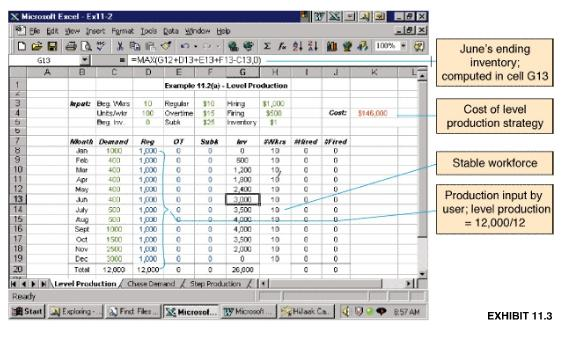 Microsoft Excel - Ex11-2
File Edit View Insert Format Tools Data Window Help
100%
G13 = =MAX(G12+D13+E13+F13-C13,0)
A B C D E F G H I J K L
1 Example 11.2(a) - Level Production
2
3 Input: Beg. Wkrs 10 Regular $10 Hiring $1,000
4 Units/wkr 100 Overtime $15 Firing $500 Cost: $146,000
5 Beg. Inv. 0 Subk $25 Inventory $1
6
7 Month Demand Reg OT Subk Inv #Wkrs #Hired #Fired
8 Jan 1000 1,000 0 0 0 10 0 0
9 Feb 400 1,000 0 0 600 10 0 0
10 Mar 400 1,000 0 0 1,200 10 0 0
11 Apr 400 1,000 0 0 1,800 10 0 0
12 May 400 1,000 0 0 2,400 10 0 0
13 Jun 400 1,000 0 0 3,000 10 0 0
14 July 500 1,000 0 0 3,500 10 0 0
15 Aug 500 1,000 0 0 4,000 10 0 0
16 Sept 1000 1,000 0 0 4,000 10 0 0
17 Oct 1500 1,000 0 0 3,500 10 0 0
18 Nov 2500 1,000 0 0 2,000 10 0 0
19 Dec 3000 1,000 0 0 0 10 0 0
20 Total 12,000 12,000 0 0 26,000 0 0
Level Production / Chase Demand / Step Production /
Ready
Start Exploring - ... Find: Files ... Microsof... Microsoft ... Hillaak Ca.. 8:57 AM
June's ending
inventory;
computed in cell G13
Cost of level
production strategy
Stable workforce
Production input by
user; level production
= 12,000/12
EXHIBIT 11.3